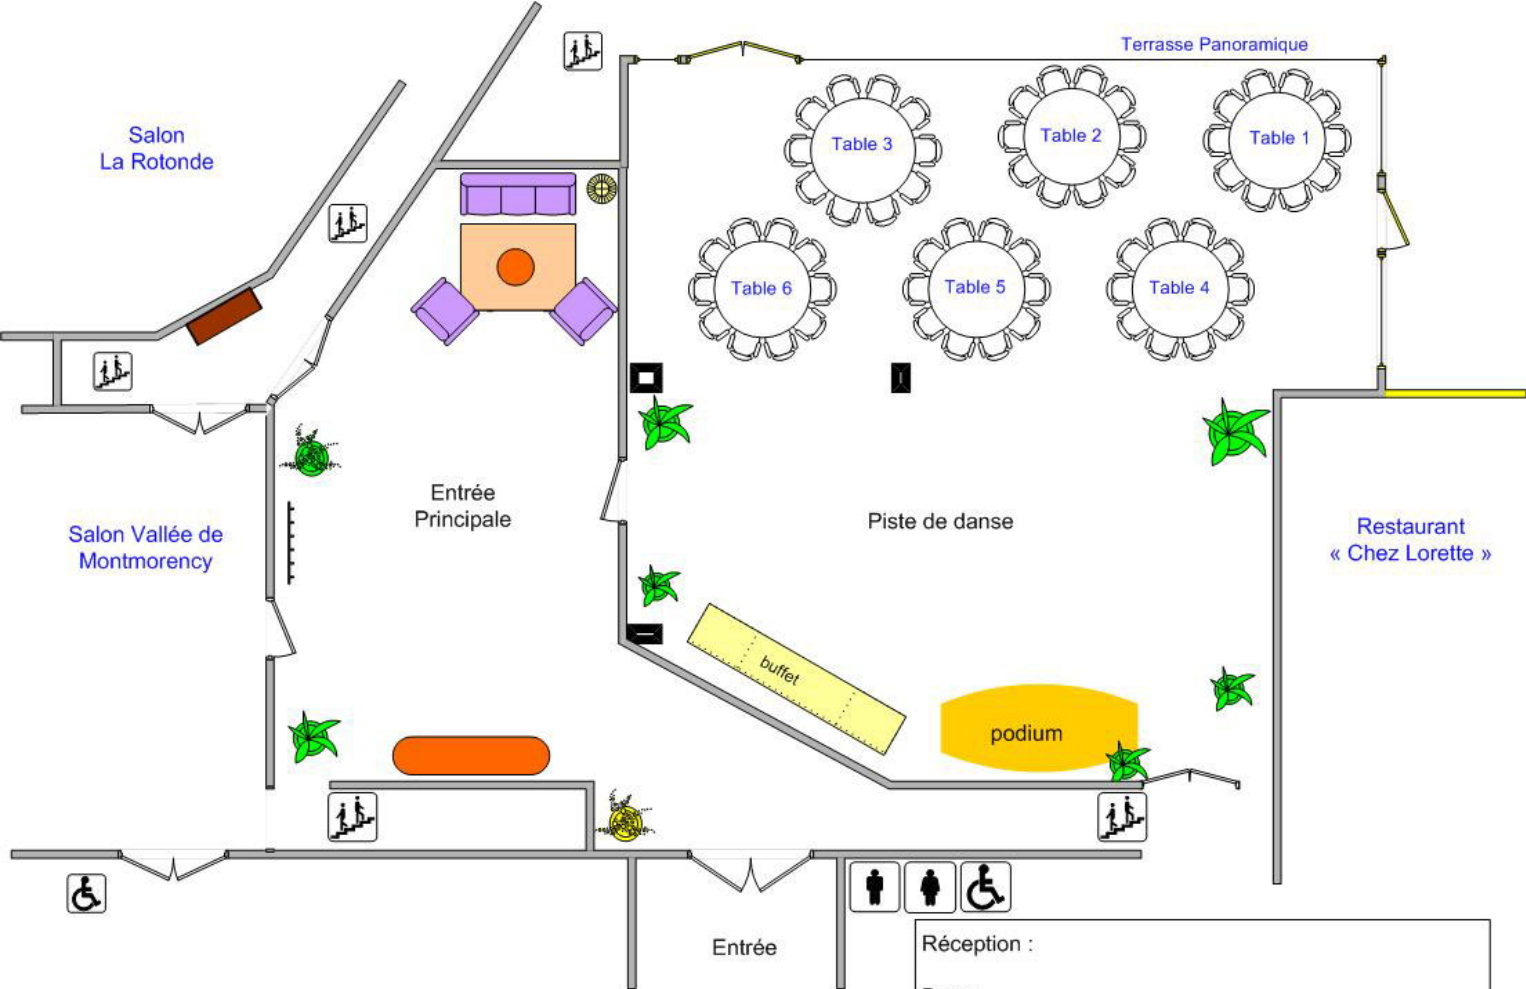 Terrasse Panoramique
Salon
La Rotonde
Table 3
Table 2
Table 1
Table 6
Table 5
Table 4
Entrée
Principale
Piste de danse
Salon Vallée de
Montmorency
Restaurant
« Chez Lorette »
buffet
podium
Entrée
Réception :